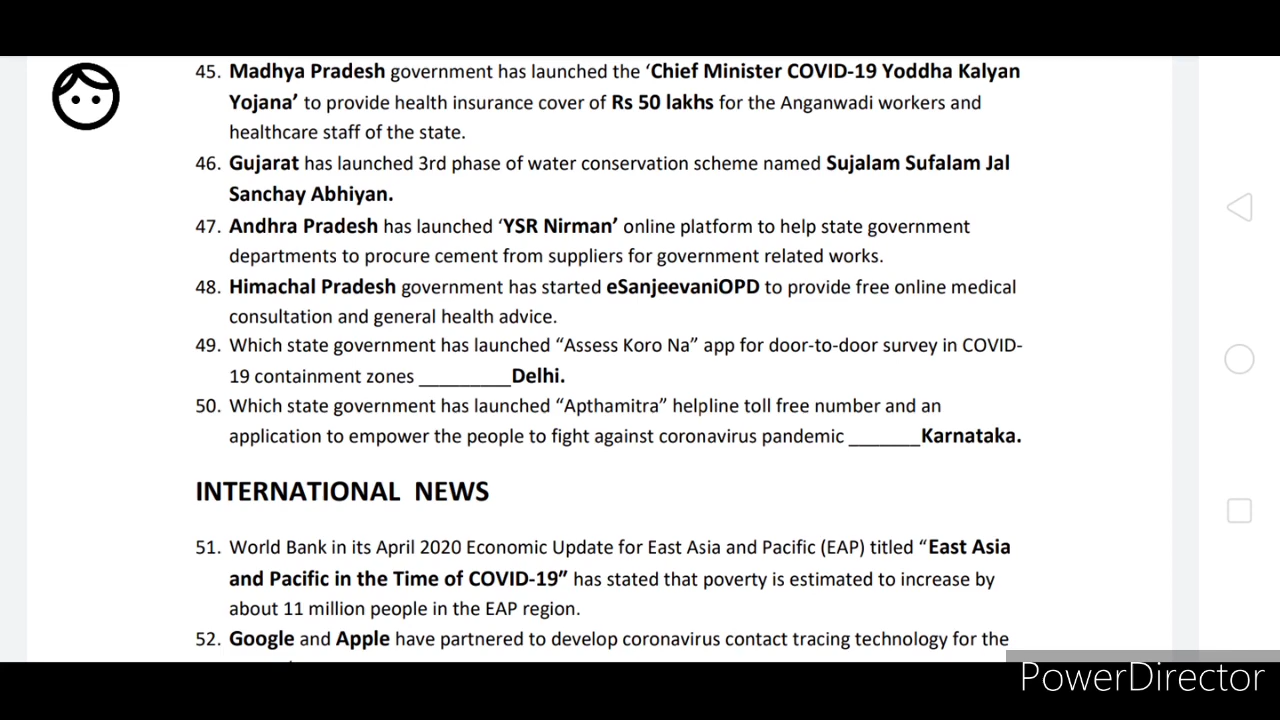 45. Madhya Pradesh government has launched the ‘Chief Minister COVID-19 Yoddha Kalyan
Yojana’ to provide health insurance cover of Rs 50 lakhs for the Anganwadi workers and
healthcare staff of the state.
46. Gujarat has launched 3rd phase of water conservation scheme named Sujalam Sufalam Jal
Sanchay Abhiyan.
47. Andhra Pradesh has launched ‘YSR Nirman’ online platform to help state government
departments to procure cement from suppliers for government related works.
48. Himachal Pradesh government has started eSanjeevaniOPD to provide free online medical
consultation and general health advice.
49. Which state government has launched “Assess Koro Na” app for door-to-door survey in COVID-
19 containment zones _________Delhi.
50. Which state government has launched “Apthamitra” helpline toll free number and an
application to empower the people to fight against coronavirus pandemic _______Karnataka.
INTERNATIONAL NEWS
51. World Bank in its April 2020 Economic Update for East Asia and Pacific (EAP) titled “East Asia
and Pacific in the Time of COVID-19” has stated that poverty is estimated to increase by
about 11 million people in the EAP region.
52. Google and Apple have partnered to develop coronavirus contact tracing technology for the
PowerDirector